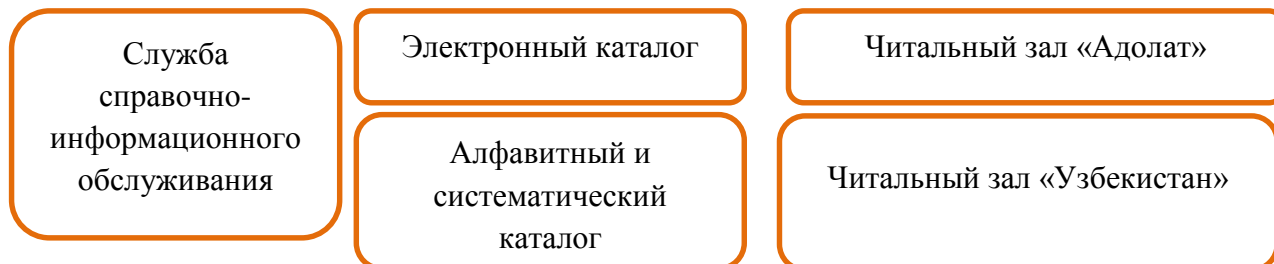 Служба
справочно-
информационного
обслуживания
Электронный каталог
Алфавитный и
систематический
каталог
Читальный зал «Адолат»
Читальный зал «Узбекистан»